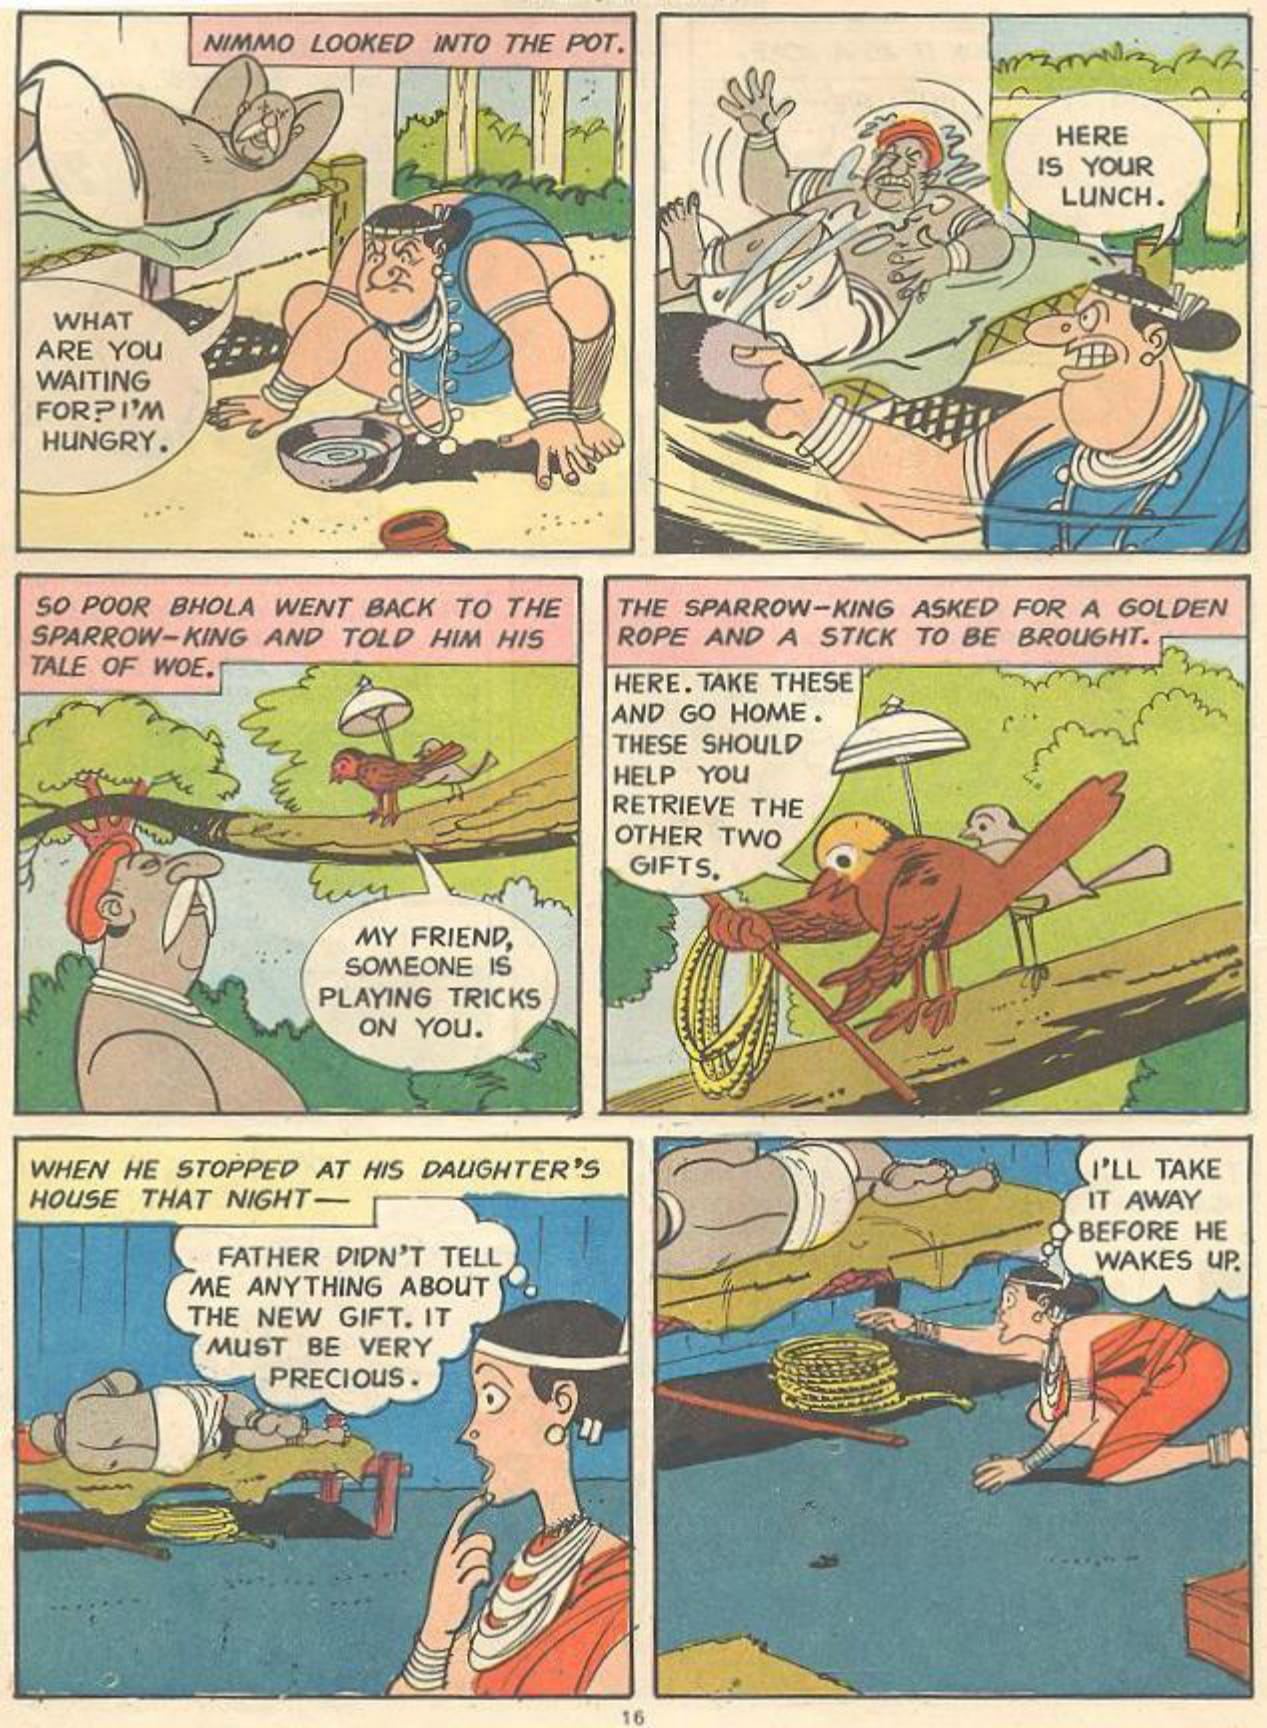 NIMMO LOOKED INTO THE POT.
WHAT
ARE YOU
WAITING
FOR? I'M
HUNGRY.
HERE
IS YOUR
LUNCH.
SO POOR BHOLA WENT BACK TO THE
SPARROW-KING AND TOLD HIM HIS
TALE OF WOE.
MY FRIEND,
SOMEONE IS
PLAYING TRICKS
ON YOU.
THE SPARROW-KING ASKED FOR A GOLDEN
ROPE AND A STICK TO BE BROUGHT.
HERE. TAKE THESE
AND GO HOME.
THESE SHOULD
HELP YOU
RETRIEVE THE
OTHER TWO
GIFTS.
WHEN HE STOPPED AT HIS DAUGHTER'S
HOUSE THAT NIGHT—
FATHER DIDN'T TELL
ME ANYTHING ABOUT
THE NEW GIFT. IT
MUST BE VERY
PRECIOUS.
I'LL TAKE
IT AWAY
BEFORE HE
WAKES UP.
16